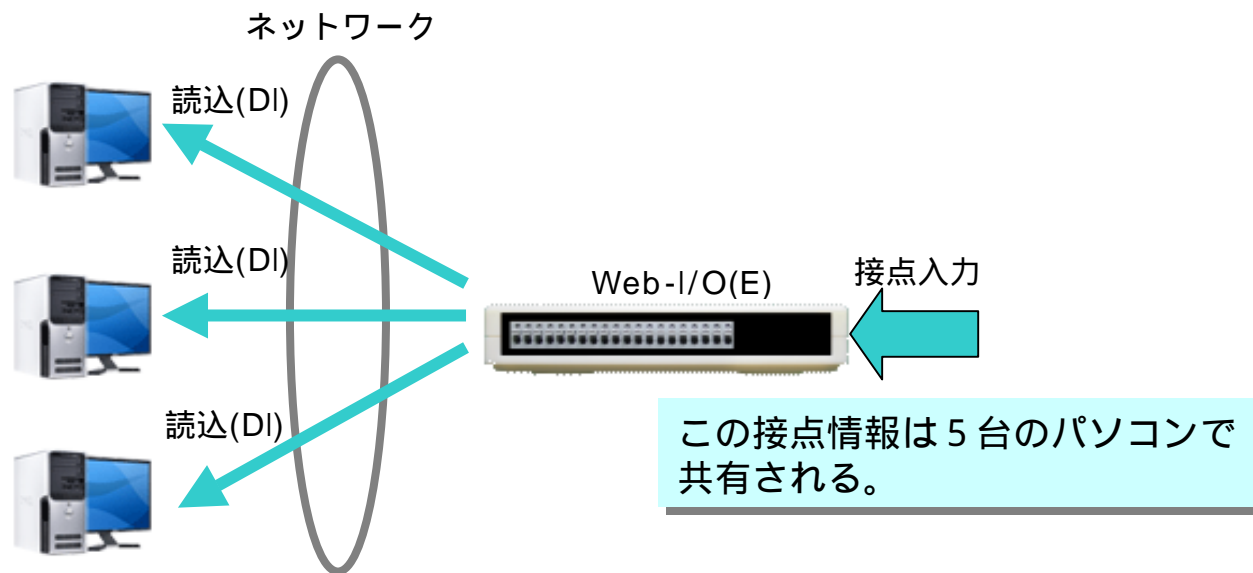 ネットワーク
読込(DI)
読込(DI)
Web-I/O(E)
接点入力
読込(DI)
この接点情報は５台のパソコンで
共有される。